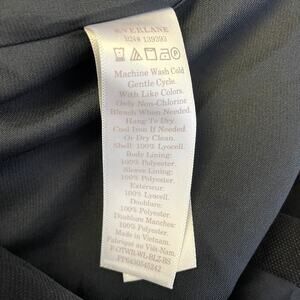 EVERLANE
Machine Wash Cold
Gentle Cycle.
With Like Colors.
Only Non-Chlorine
Bleach When Needed
Hang To Dry.
Cool Iron If Needed.
Or Dry Clean.
Shell: 100% Lyocell.
Body Lining:
100% Polyester.
Sleeve Lining:
100% Polyester.
Extérieur:
100% Lyocell.
Doublure:
100% Polyester.
Doublure Manches:
100% Polyester.
Made in Vietnam.
Fabriqué au Viêt-Nam.